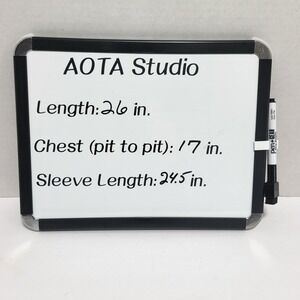 AOTA Studio
Length: 26 in.
Chest (pit to pit): 17 in.
Sleeve Length: 24.5 in.